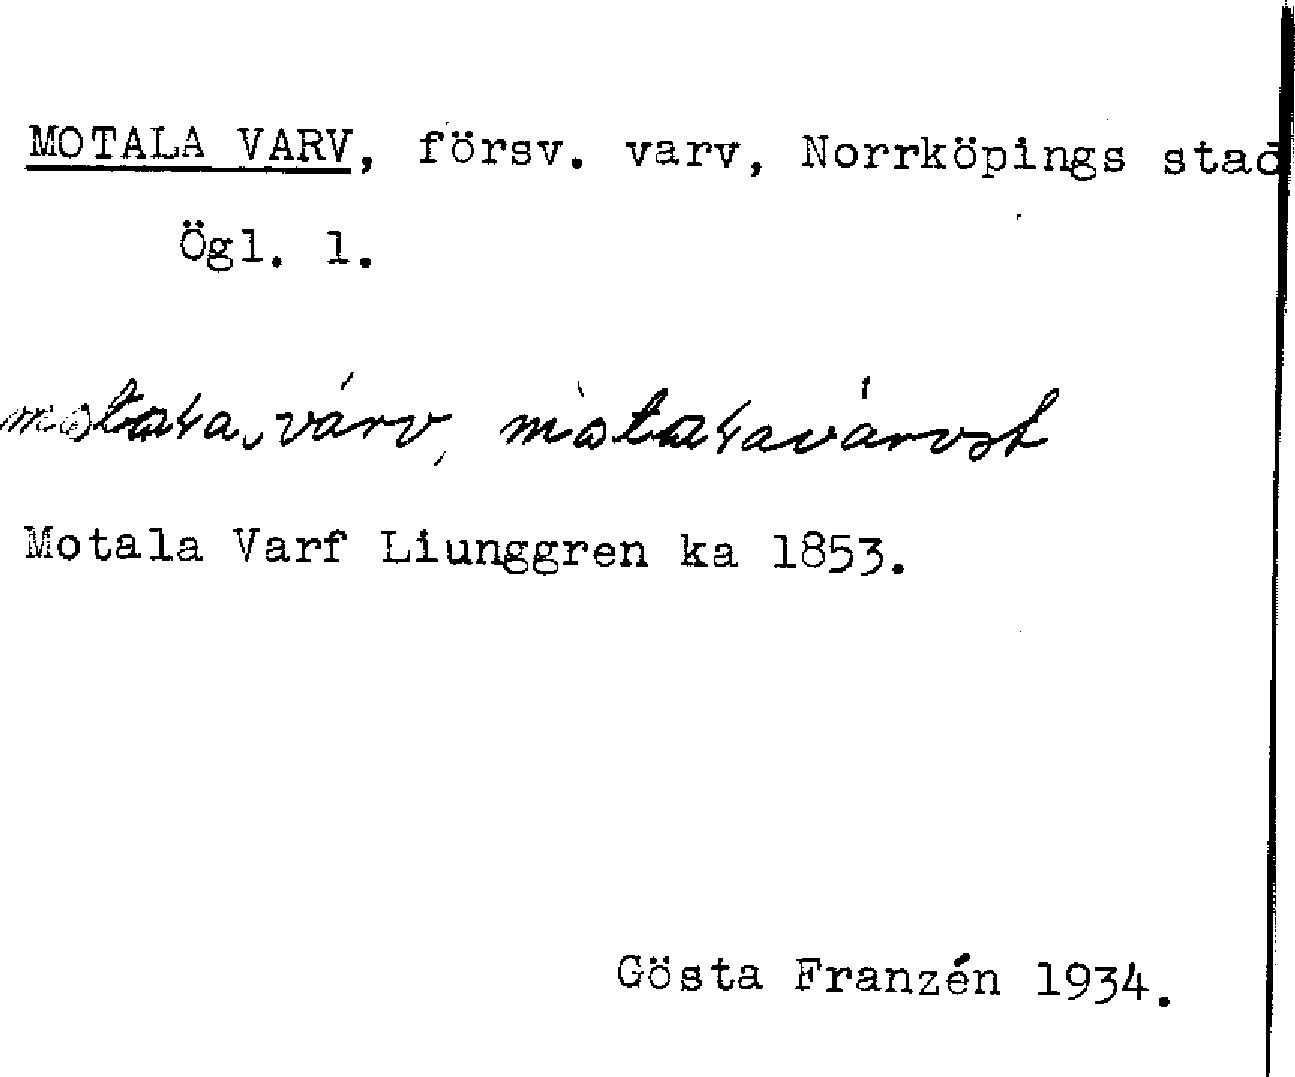 MOTALA VARV, försv. varv, Norrköpings stad
Ögl. 1.
Motala Varf Liunggren ka 1853.
Gösta Franzén 1934.